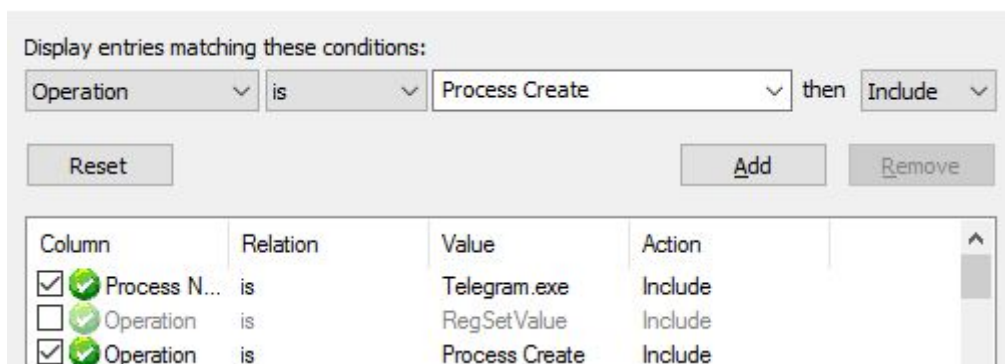 Display entries matching these conditions:
Operation is Process Create then Include
Reset Add Remove
Column Relation Value Action
Process N... is Telegram.exe Include
Operation is RegSetValue Include
Operation is Process Create Include